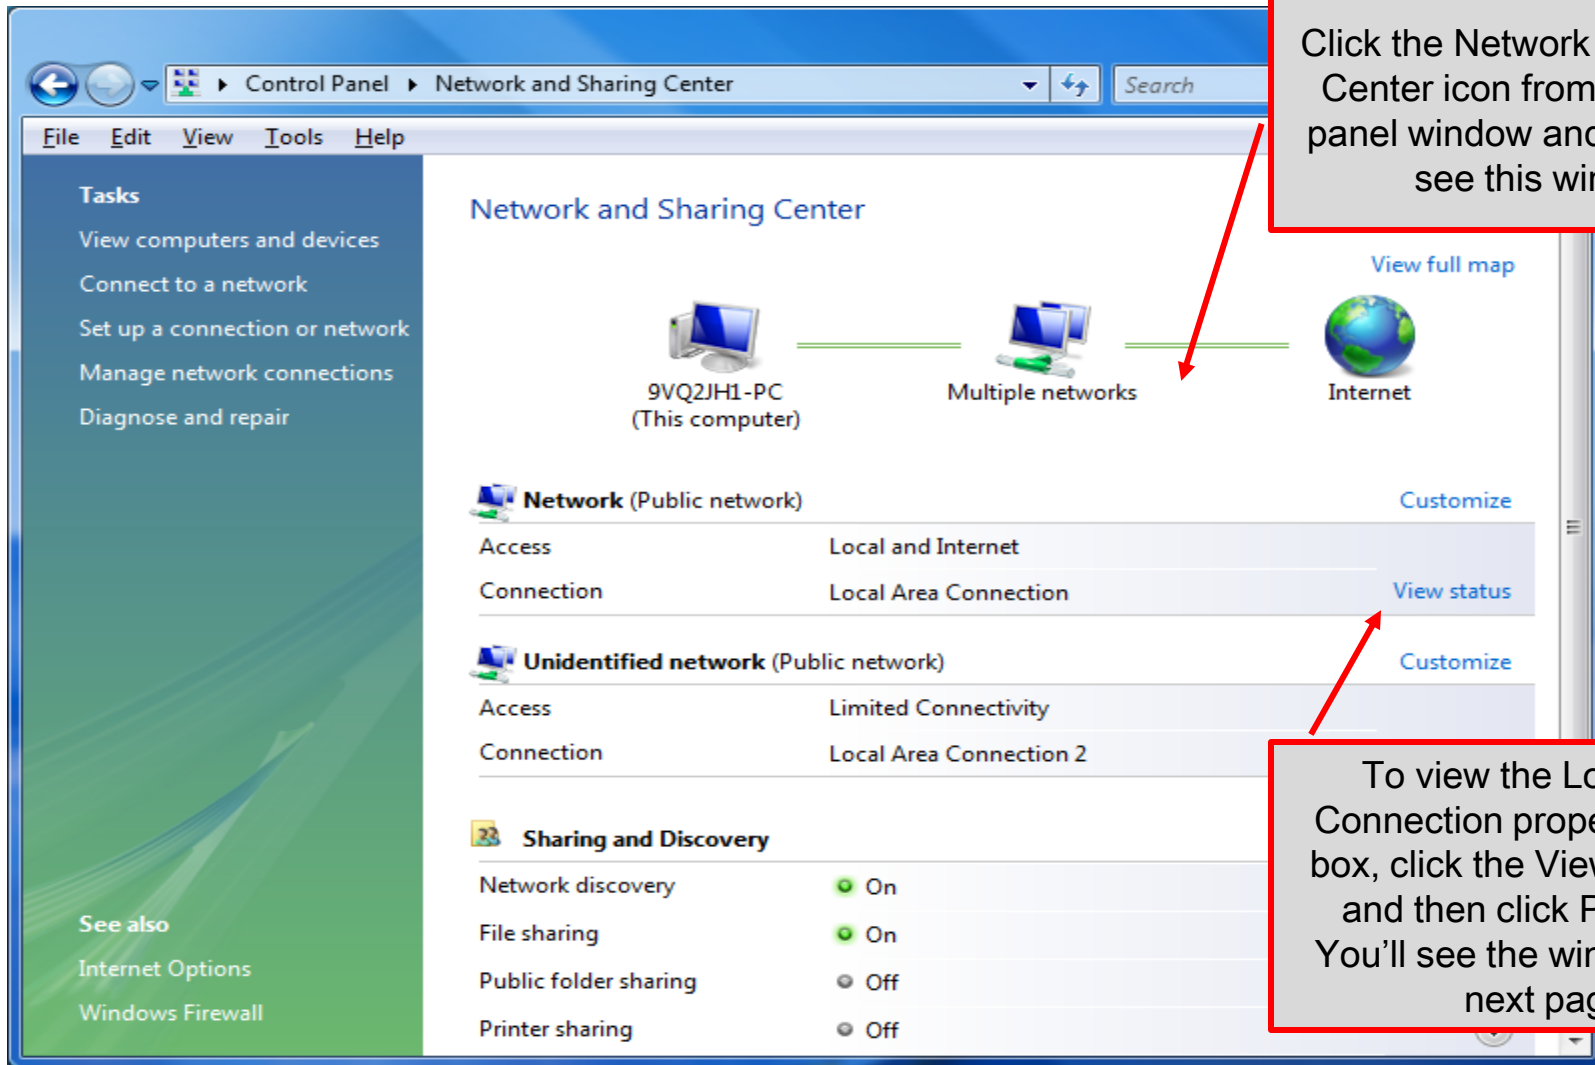 Control Panel Network and Sharing Center Search
File Edit View Tools Help
Tasks
View computers and devices
Connect to a network
Set up a connection or network
Manage network connections
Diagnose and repair
See also
Internet Options
Windows Firewall
Network and Sharing Center
View full map
9VQ2JH1-PC
(This computer)
Multiple networks
Internet
Network (Public network) Customize
Access Local and Internet
Connection Local Area Connection View status
Unidentified network (Public network) Customize
Access Limited Connectivity
Connection Local Area Connection 2
Sharing and Discovery
Network discovery On
File sharing On
Public folder sharing Off
Printer sharing Off
Click the Network
Center icon from
panel window and
see this
To view the
Connection
box, click the
and then click
You'll see the
next